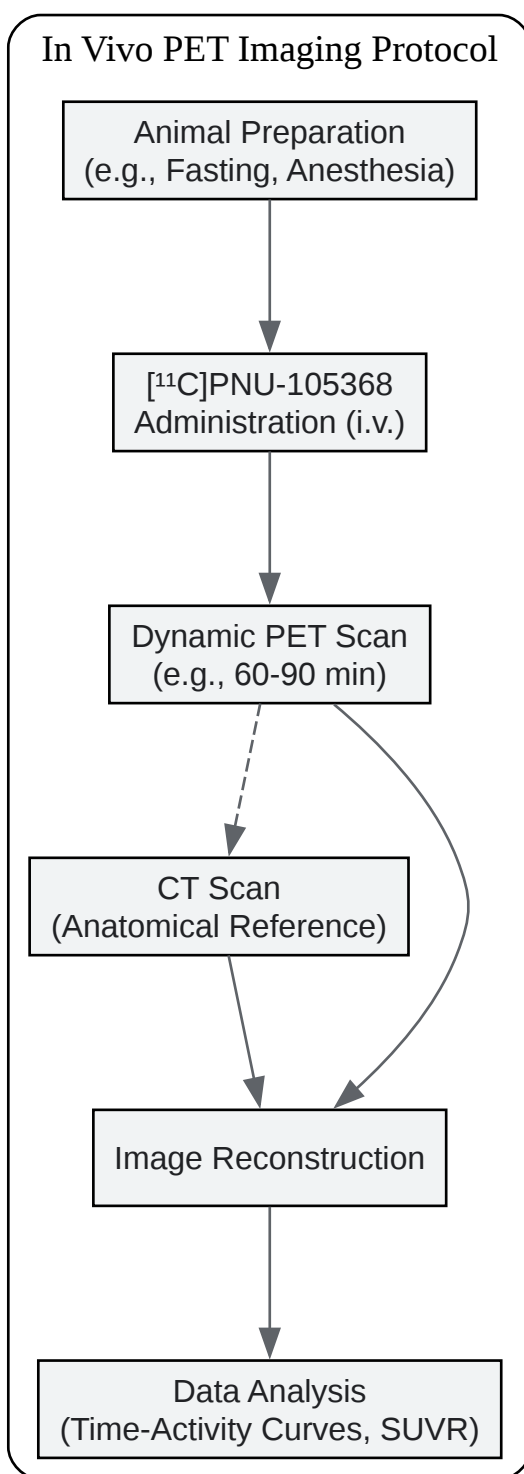 In Vivo PET Imaging Protocol
Animal Preparation
(e.g., Fasting, Anesthesia)
[¹¹C]PNU-105368
Administration (i.v.)
Dynamic PET Scan
(e.g., 60-90 min)
CT Scan
(Anatomical Reference)
Image Reconstruction
Data Analysis
(Time-Activity Curves, SUVR)